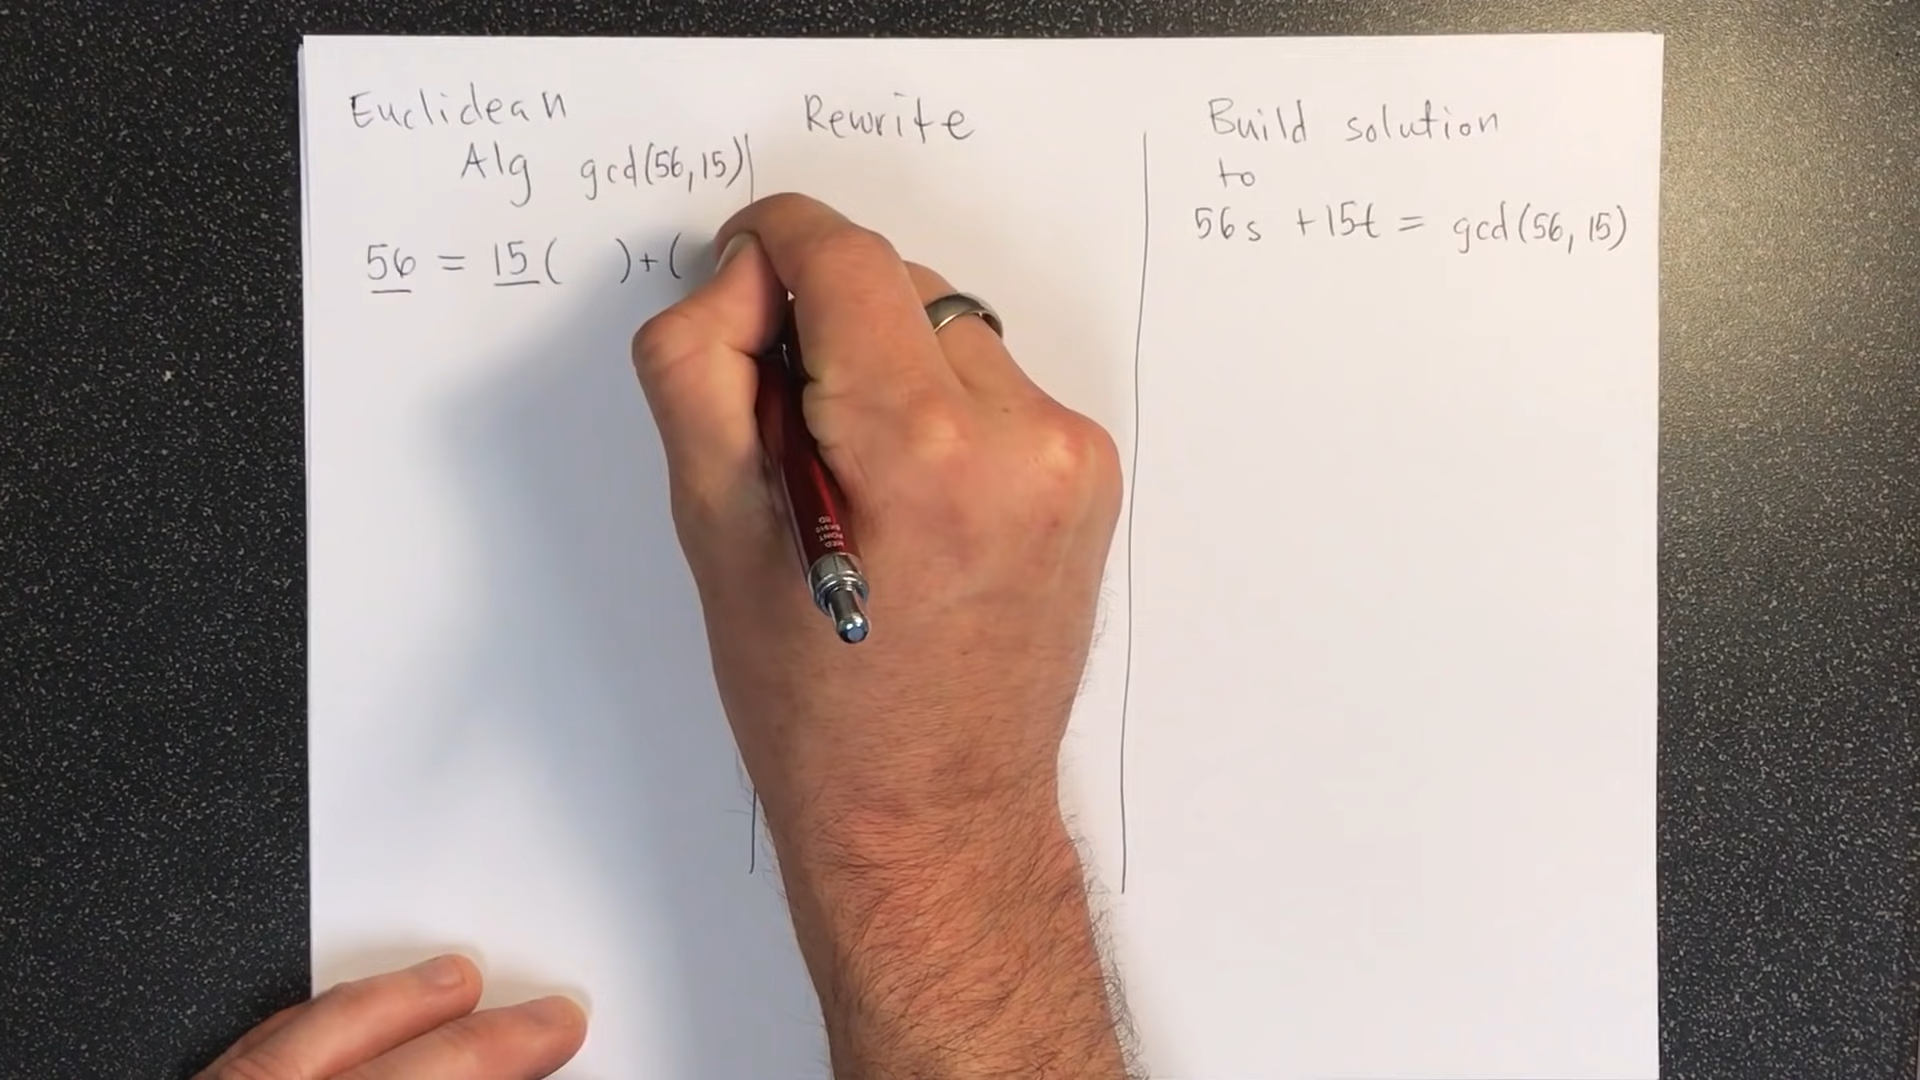 Euclidean
Alg gcd(56,15)
56 = 15( )+(
Rewrite
Build solution
to
56s +15t = gcd(56, 15)